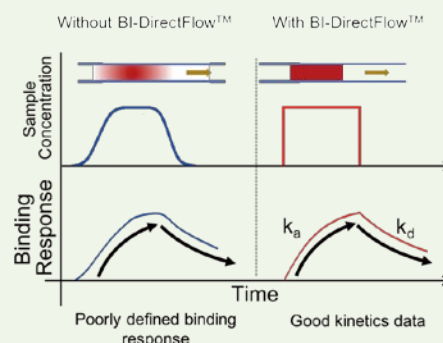 Without BI-DirectFlow™
With BI-DirectFlow™
Sample
Concentration
Binding
Response
ka
kd
Time
Poorly defined binding
response
Good kinetics data